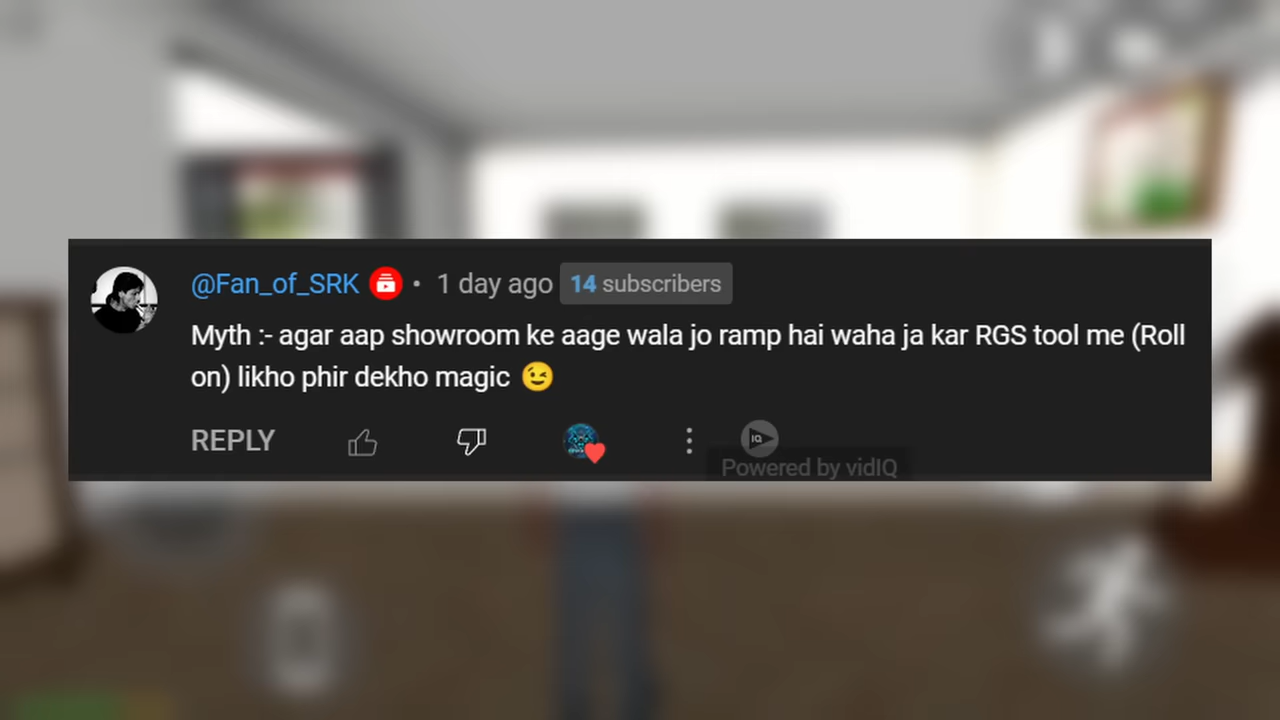 @Fan_of_SRK • 1 day ago 14 subscribers
Myth :- agar aap showroom ke aage wala jo ramp hai waha ja kar RGS tool me (Roll
on) likho phir dekho magic 😉
REPLY
IQ
Powered by vidIQ